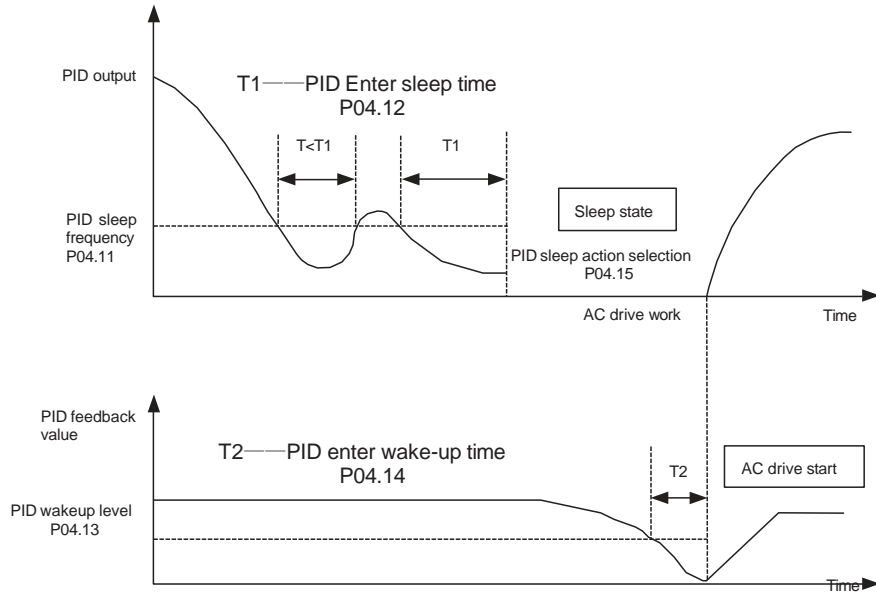 PID output
T1——PID Enter sleep time
P04.12
T<T1
T1
PID sleep
frequency
P04.11
Sleep state
PID sleep action selection
P04.15
AC drive work
Time
PID feedback
value
T2——PID enter wake-up time
P04.14
T2
AC drive start
PID wakeup level
P04.13
Time